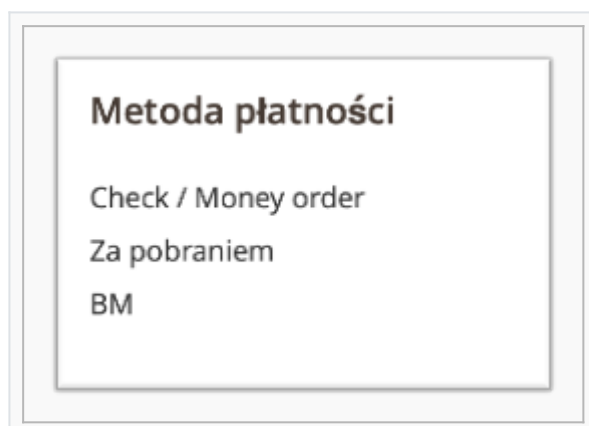 Metoda płatności
Check / Money order
Za pobraniem
BM